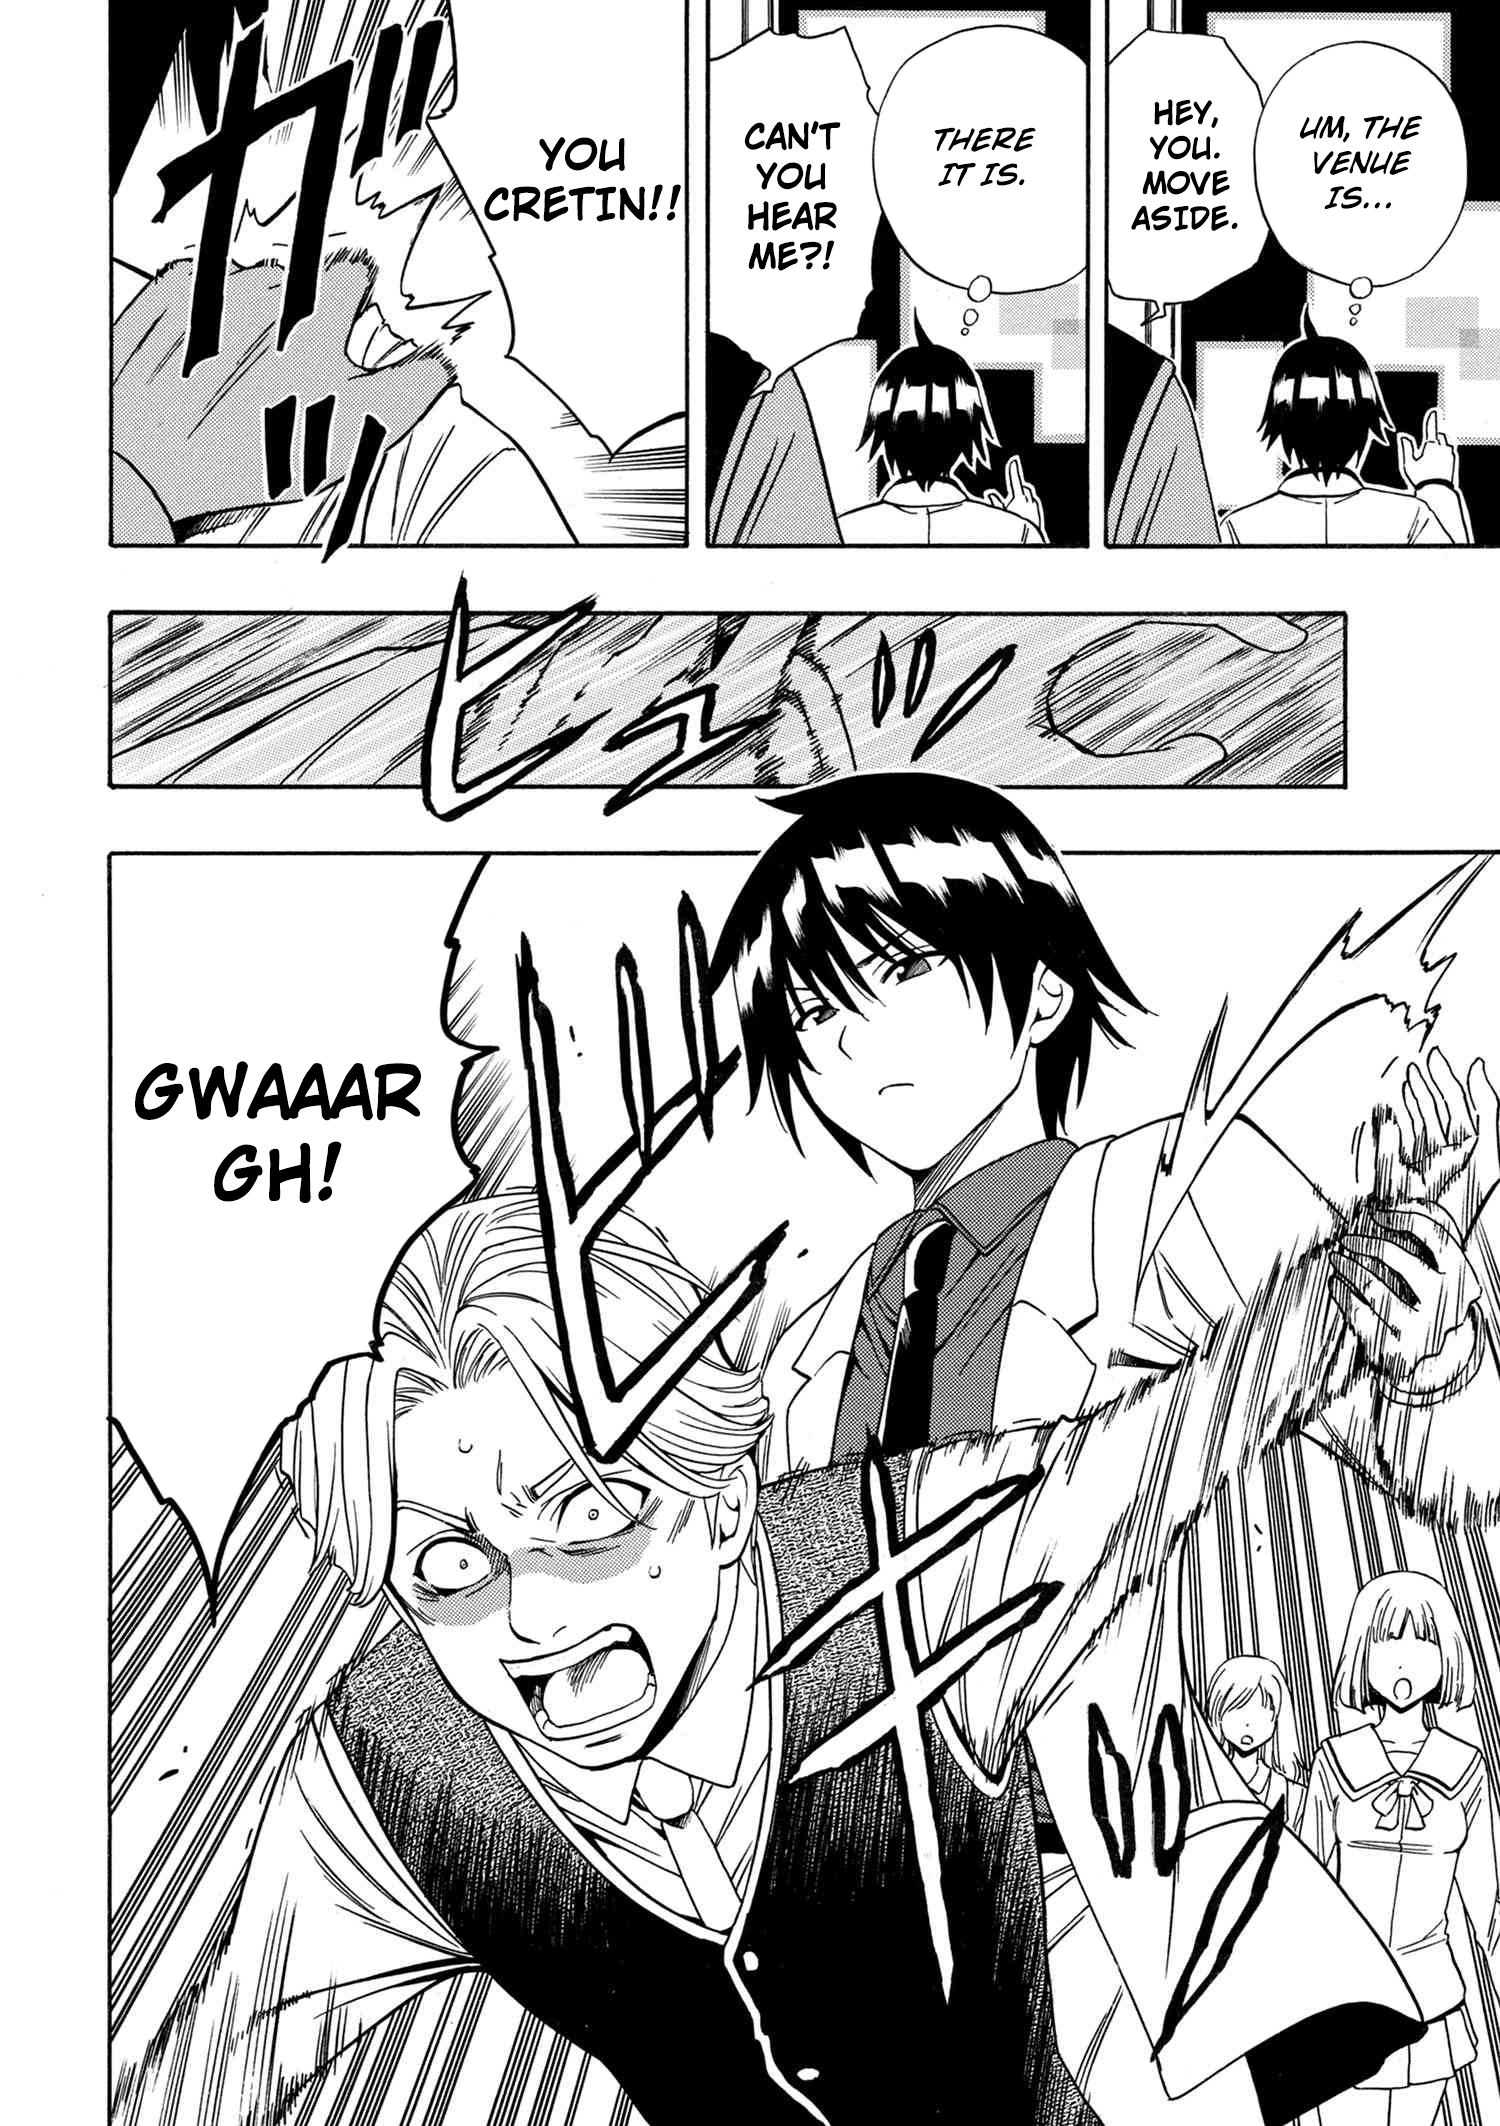 UM, THE
VENUE
IS...
HEY,
YOU.
MOVE
ASIDE.
THERE
IT IS.
CAN'T
YOU
HEAR
ME?!
YOU
CRETIN!!
ガッ
ヒュッ
GWAAAR
GH!
ビキッ